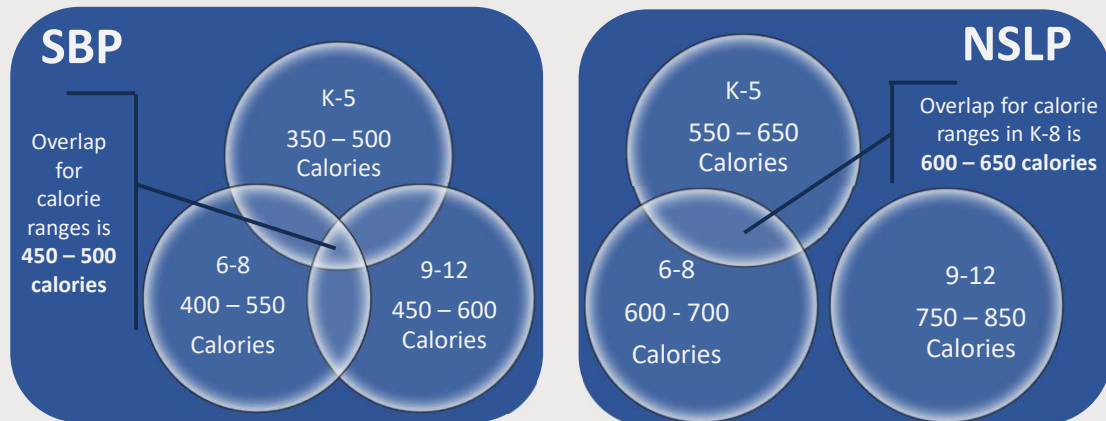 SBP
Overlap
for
calorie
ranges is
450 – 500
calories
K-5
350 – 500
Calories
6-8
400 – 550
Calories
9-12
450 – 600
Calories
NSLP
Overlap for calorie
ranges in K-8 is
600 – 650 calories
K-5
550 – 650
Calories
6-8
600 - 700
Calories
9-12
750 – 850
Calories